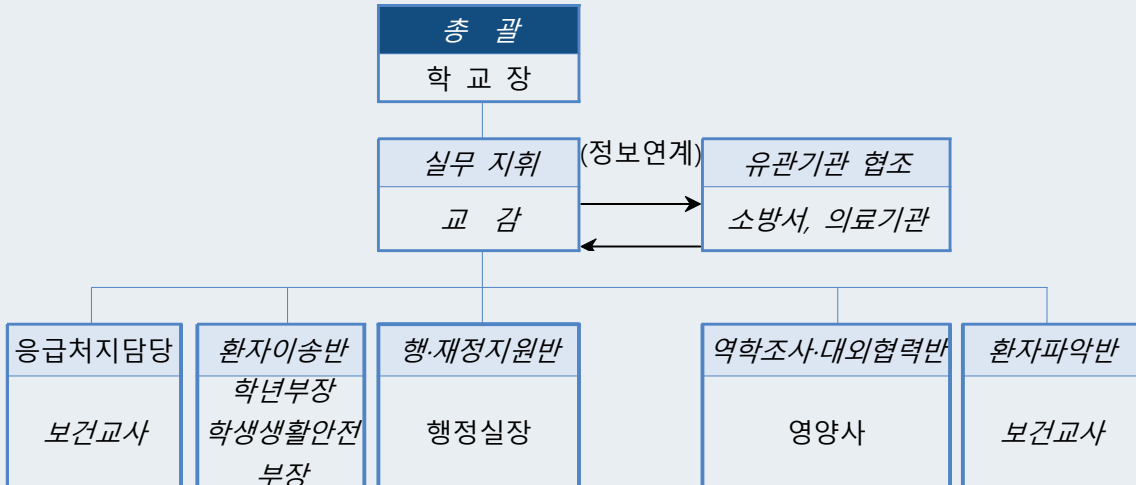 총 괄
학 교 장
실무 지휘
(정보연계)
유관기관 협조
교 감
소방서, 의료기관
응급처지담당
환자이송반
행·재정지원반
역학조사·대외협력반
환자파악반
보건교사
학년부장
학생생활안전
부장
행정실장
영양사
보건교사